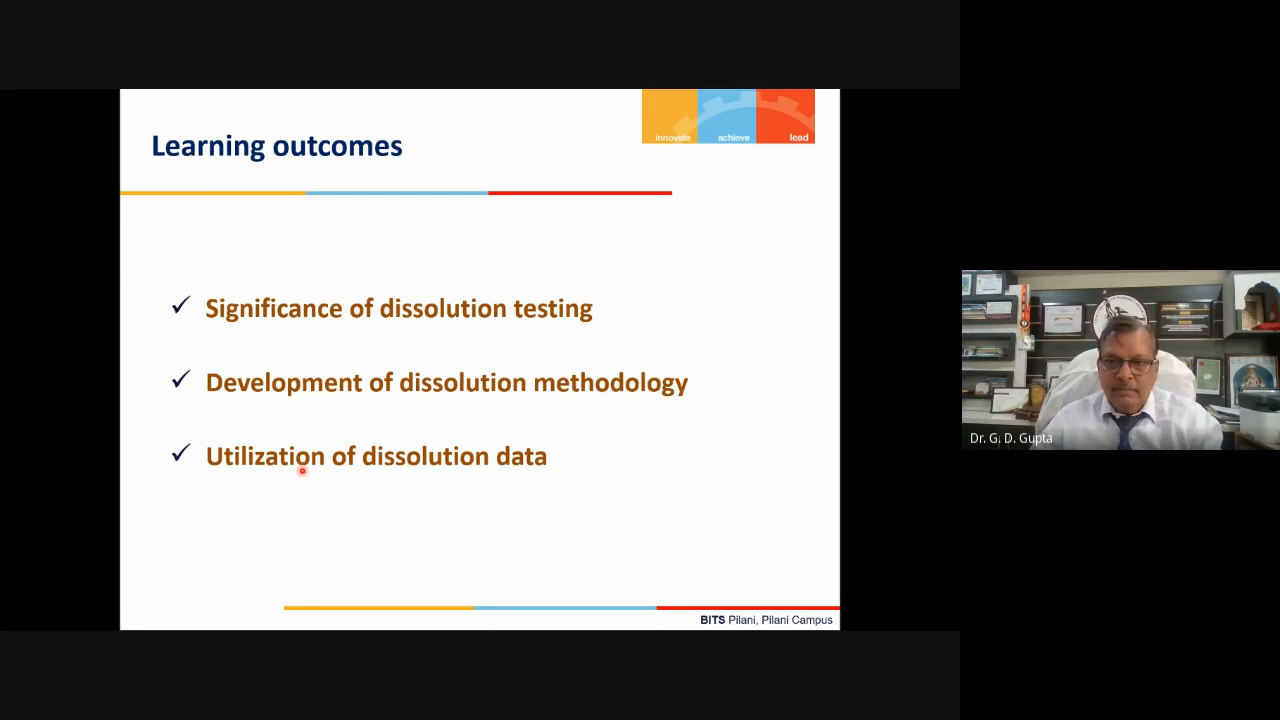 Learning outcomes
innovate achieve lead
✓ Significance of dissolution testing
✓ Development of dissolution methodology
✓ Utilization of dissolution data
BITS Pilani, Pilani Campus
Dr. G. D. Gupta